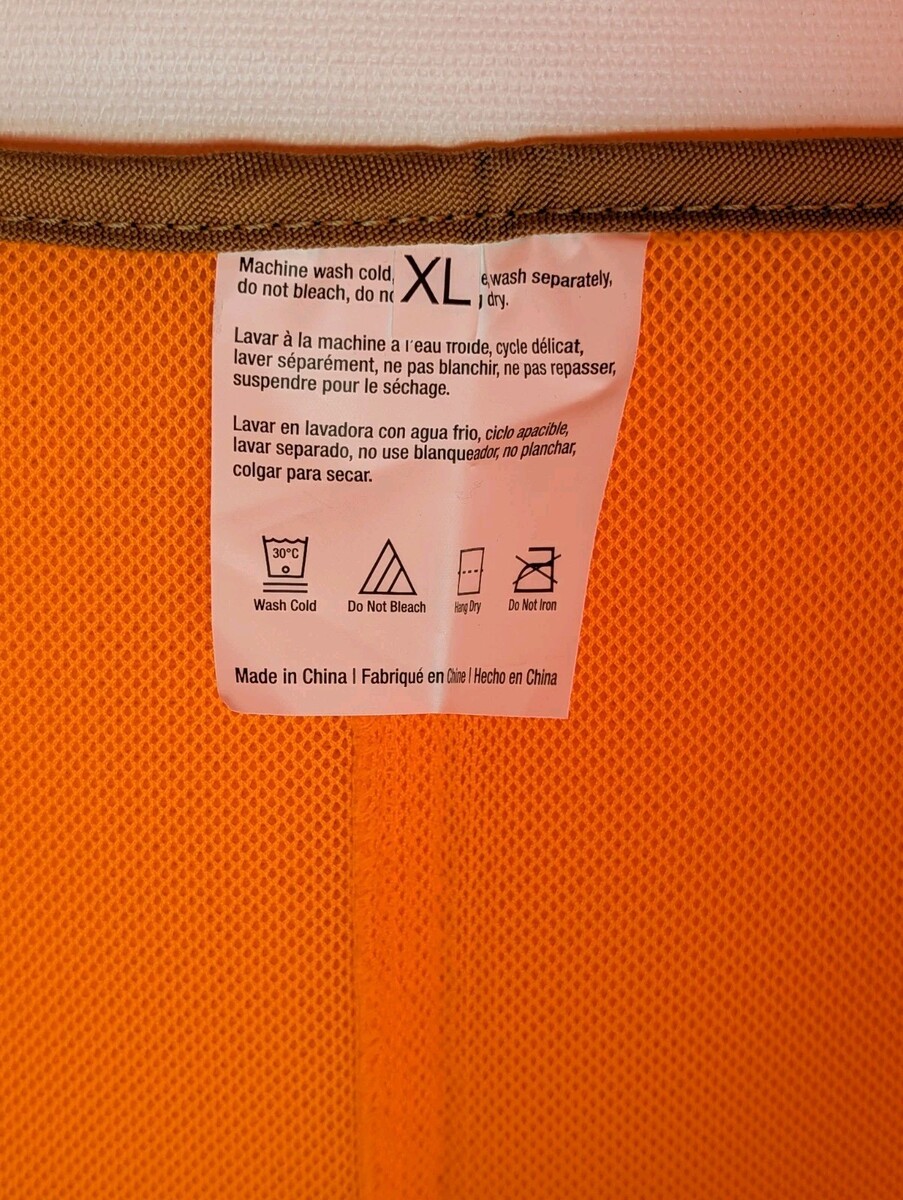 XL
Machine wash cold, wash separately,
do not bleach, do dry.
Lavar à la machine a l'eau froide, cycle délicat,
laver séparément, ne pas blanchir, ne pas repasser,
suspendre pour le séchage.
Lavar en lavadora con agua frio, ciclo apacible,
lavar separado, no use blanqueador, no planchar,
colgar para secar.
30°C
Wash Cold Do Not Bleach Hang Dry Do Not Iron
Made in China | Fabriqué en Chine | Hecho en China